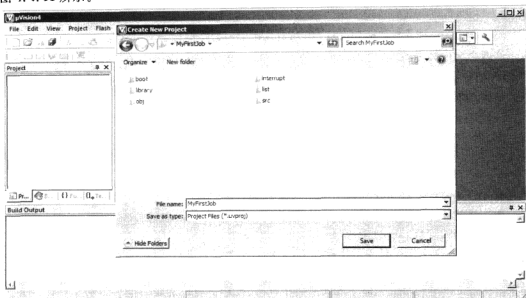 µVision4
File Edit View Project Flash
Create New Project
MyFirstJob
Search MyFirstJob
Organize New folder
Project
boot
interrupt
library
list
obj
src
Pr...
File name: MyFirstJob
Save as type: Project Files (*.uvproj)
Build Output
Hide Folders
Save
Cancel